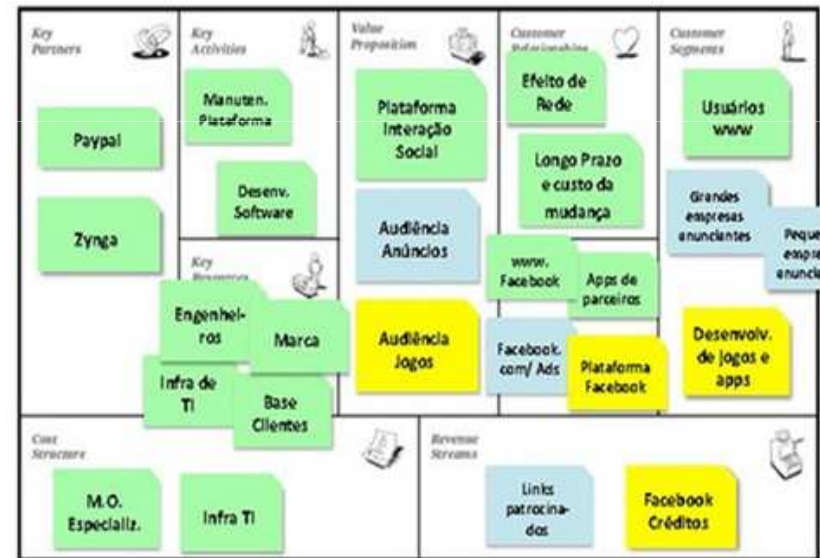 Key
Partners
Paypal
Zynga
Key
Activities
Manuten.
Plataforma
Desenv.
Software
Key
Resources
Engenhei-
ros
Marca
Infra de
TI
Base
Clientes
Value
Proposition
Plataforma
Interação
Social
Audiência
Anúncios
Audiência
Jogos
Customer
Relationships
Efeito de
Rede
Longo Prazo
e custo da
mudança
www.
Facebook
Apps de
parceiros
Facebook.
com/ Ads
Plataforma
Facebook
Customer
Segments
Usuários
www
Grandes
empresas
anunciantes
Desenvolv.
de jogos e
apps
Cost
Structure
M.O.
Especializ.
Infra TI
Revenue
Streams
Links
patrocina-
dos
Facebook
Créditos